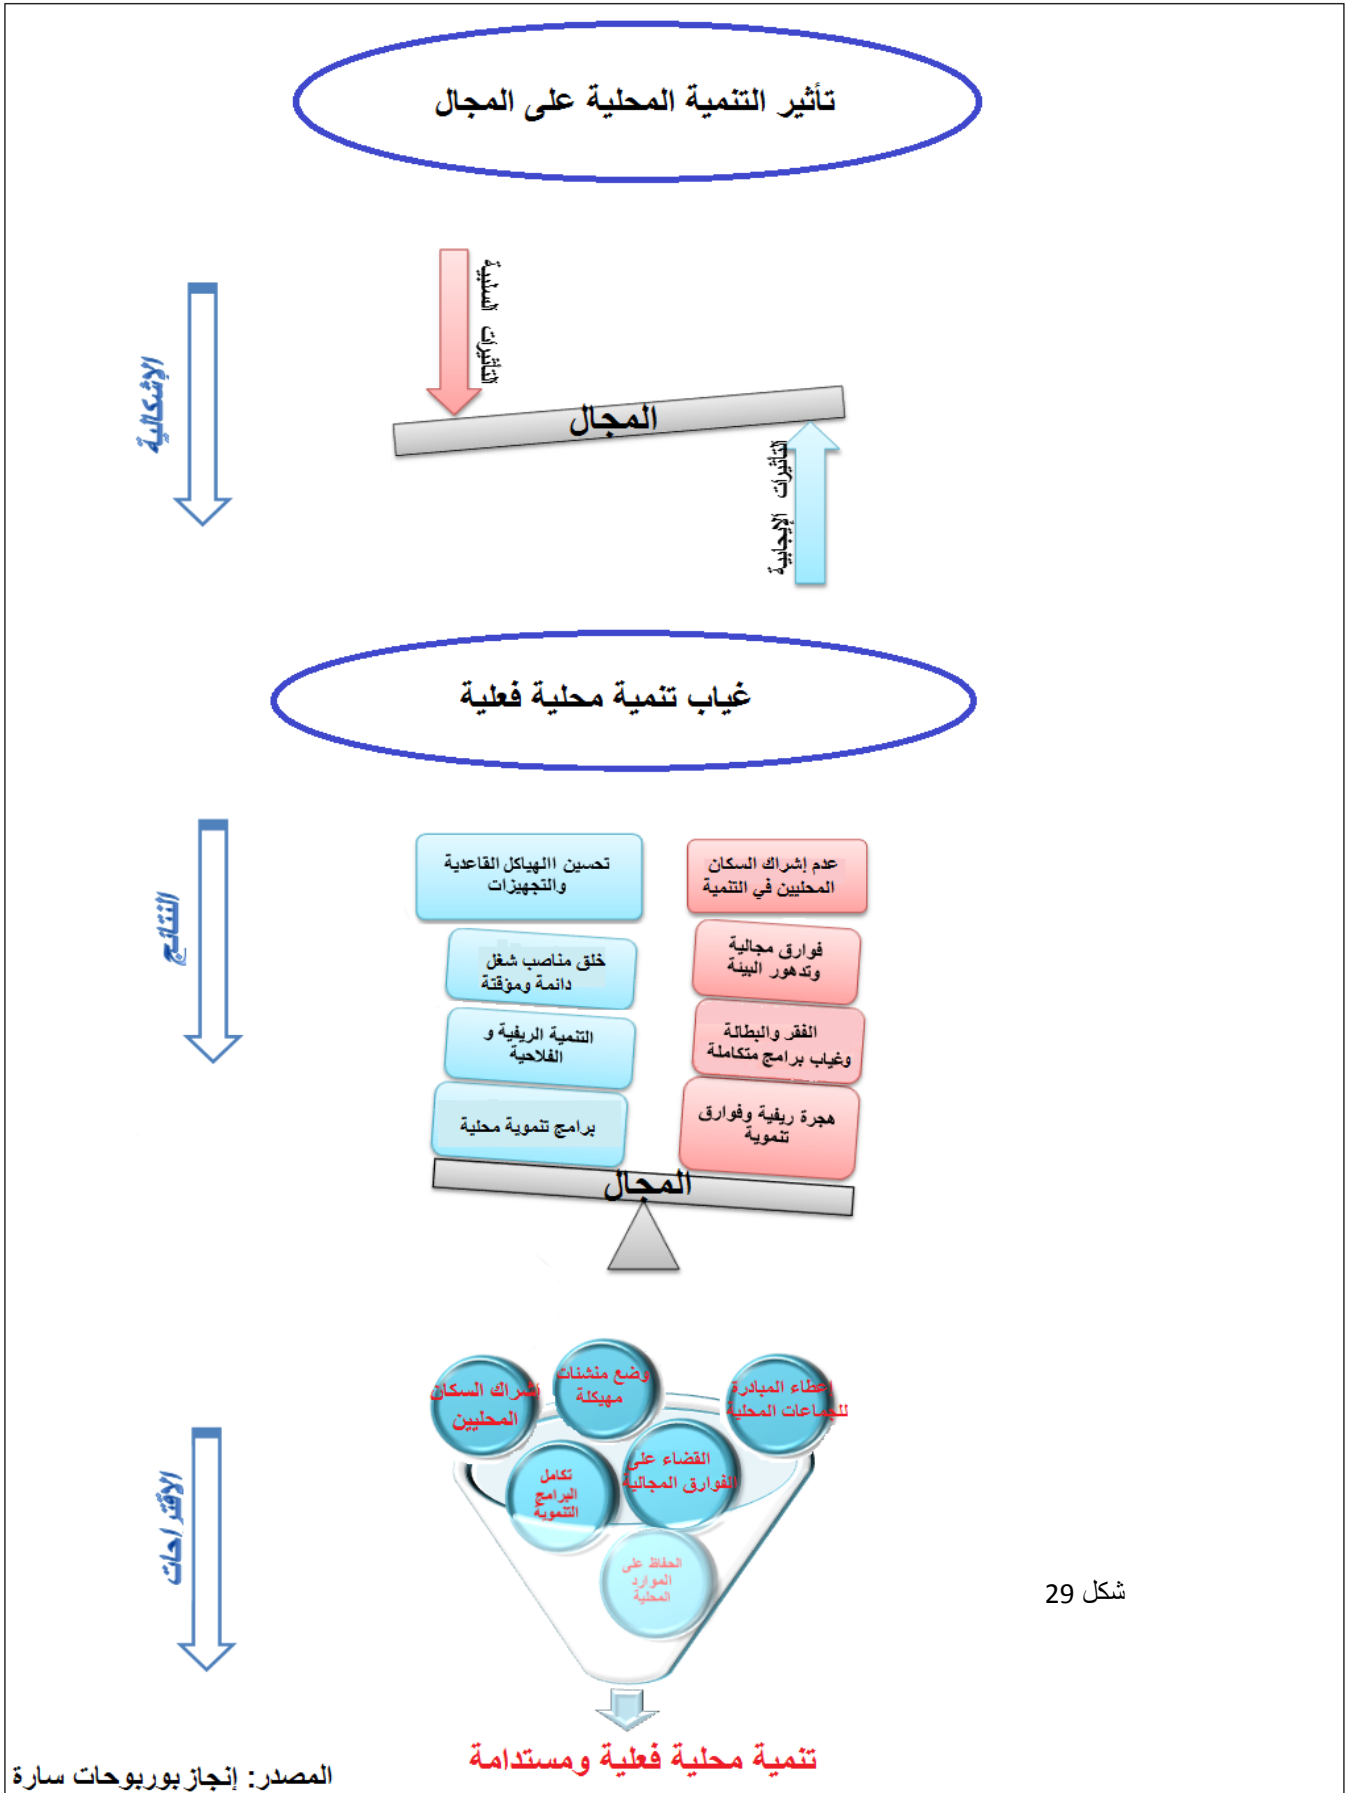 تأثير التنمية المحلية على المجال
الإشكالية
التأثيرات السلبية
المجال
التأثيرات الإيجابية
غياب تنمية محلية فعلية
النتائج
عدم إشراك السكان
المحليين في التنمية
تحسين االهياكل القاعدية
والتجهيزات
فوارق مجالية
وتدهور البيئة
خلق مناصب شغل
دائمة ومؤقتة
الفقر والبطالة
وغياب برامج متكاملة
التنمية الريفية و
الفلاحية
هجرة ريفية وفوارق
تنموية
برامج تنموية محلية
المجال
الاقتراحات
إعطاء المبادرة
للجماعات المحلية
وضع منشئات
مهيكلة
اشراك السكان
المحليين
القضاء على
الفوارق المجالية
تكامل
البرامج
التنموية
الحفاظ على
الموارد
المحلية
شكل 29
تنمية محلية فعلية ومستدامة
المصدر: إنجاز بوربوحات سارة